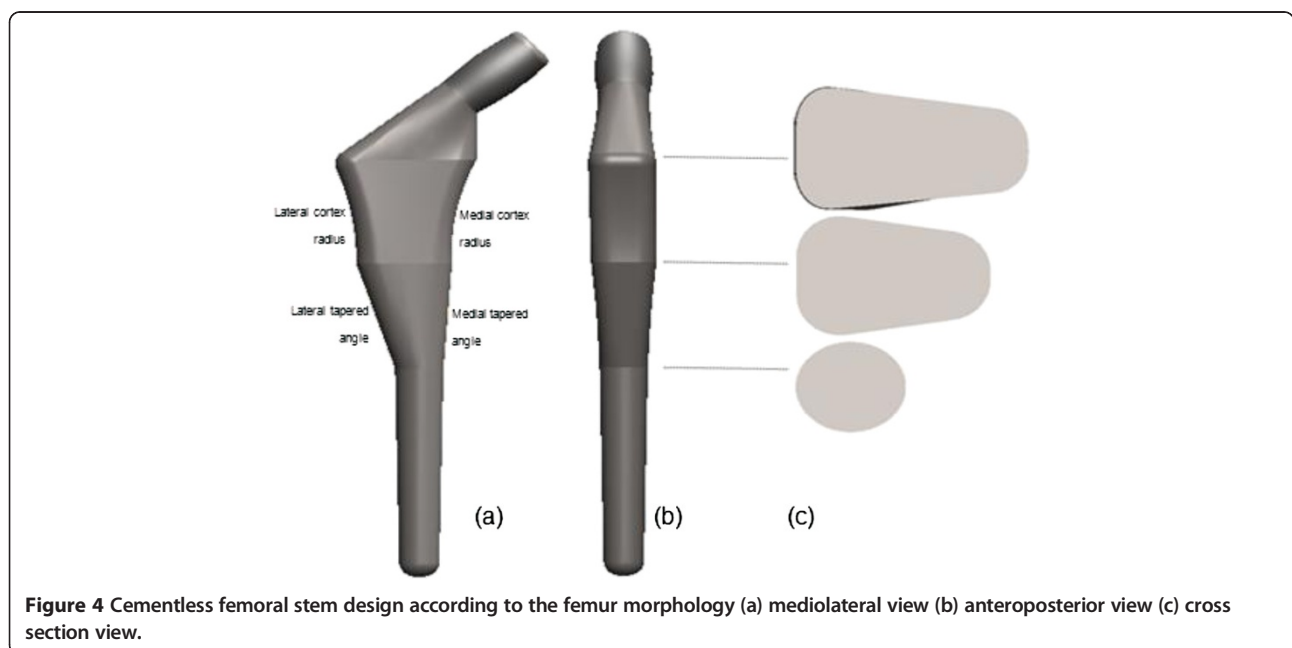 Lateral cortex
radius
Medial cortex
radius
Lateral tapered
angle
Medial tapered
angle
(a)
(b)
(c)
Figure 4 Cementless femoral stem design according to the femur morphology (a) mediolateral view (b) anteroposterior view (c) cross
section view.